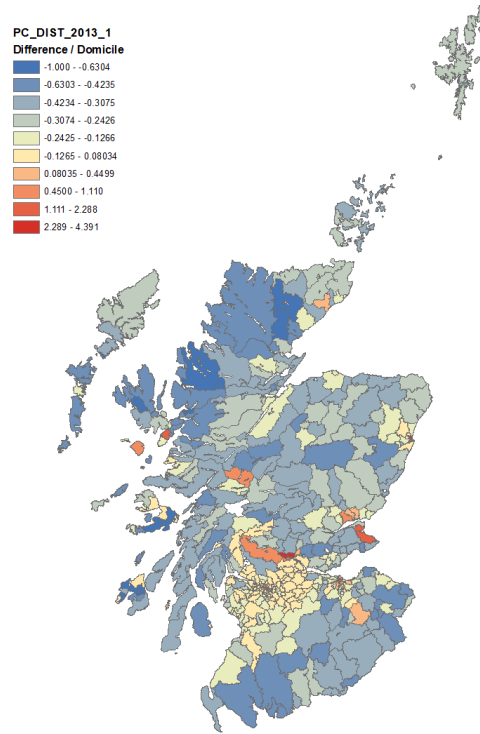 PC_DIST_2013_1
Difference / Domicile
-1.000 - -0.6304
-0.6303 - -0.4235
-0.4234 - -0.3075
-0.3074 - -0.2426
-0.2425 - -0.1266
-0.1265 - 0.08034
0.08035 - 0.4499
0.4500 - 1.110
1.111 - 2.288
2.289 - 4.391